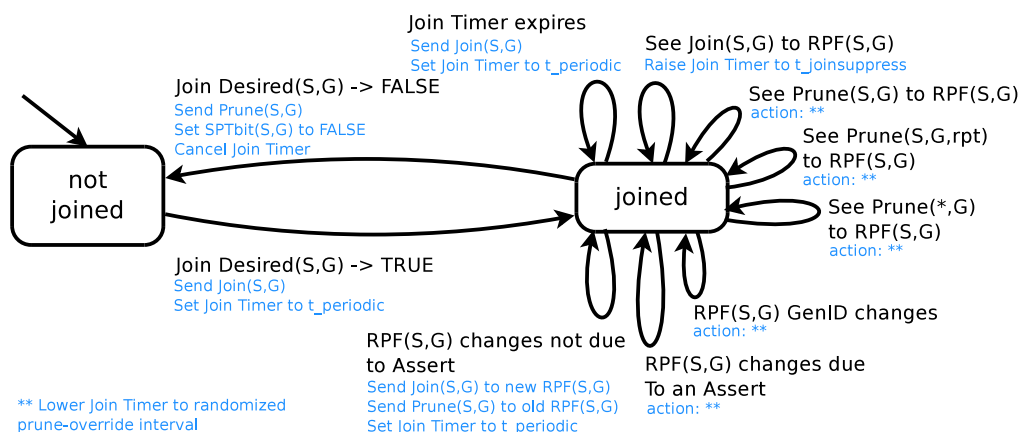 Join Timer expires
Send Join(S,G)
Set Join Timer to t_periodic
See Join(S,G) to RPF(S,G)
Raise Join Timer to t_joinsuppress
Join Desired(S,G) -> FALSE
Send Prune(S,G)
Set SPTbit(S,G) to FALSE
Cancel Join Timer
See Prune(S,G) to RPF(S,G)
action: **
See Prune(S,G,rpt)
to RPF(S,G)
action: **
not
joined
joined
See Prune(*,G)
to RPF(S,G)
action: **
Join Desired(S,G) -> TRUE
Send Join(S,G)
Set Join Timer to t_periodic
RPF(S,G) GenID changes
action: **
RPF(S,G) changes not due
to Assert
Send Join(S,G) to new RPF(S,G)
Send Prune(S,G) to old RPF(S,G)
Set Join Timer to t_periodic
RPF(S,G) changes due
To an Assert
action: **
** Lower Join Timer to randomized
prune-override interval